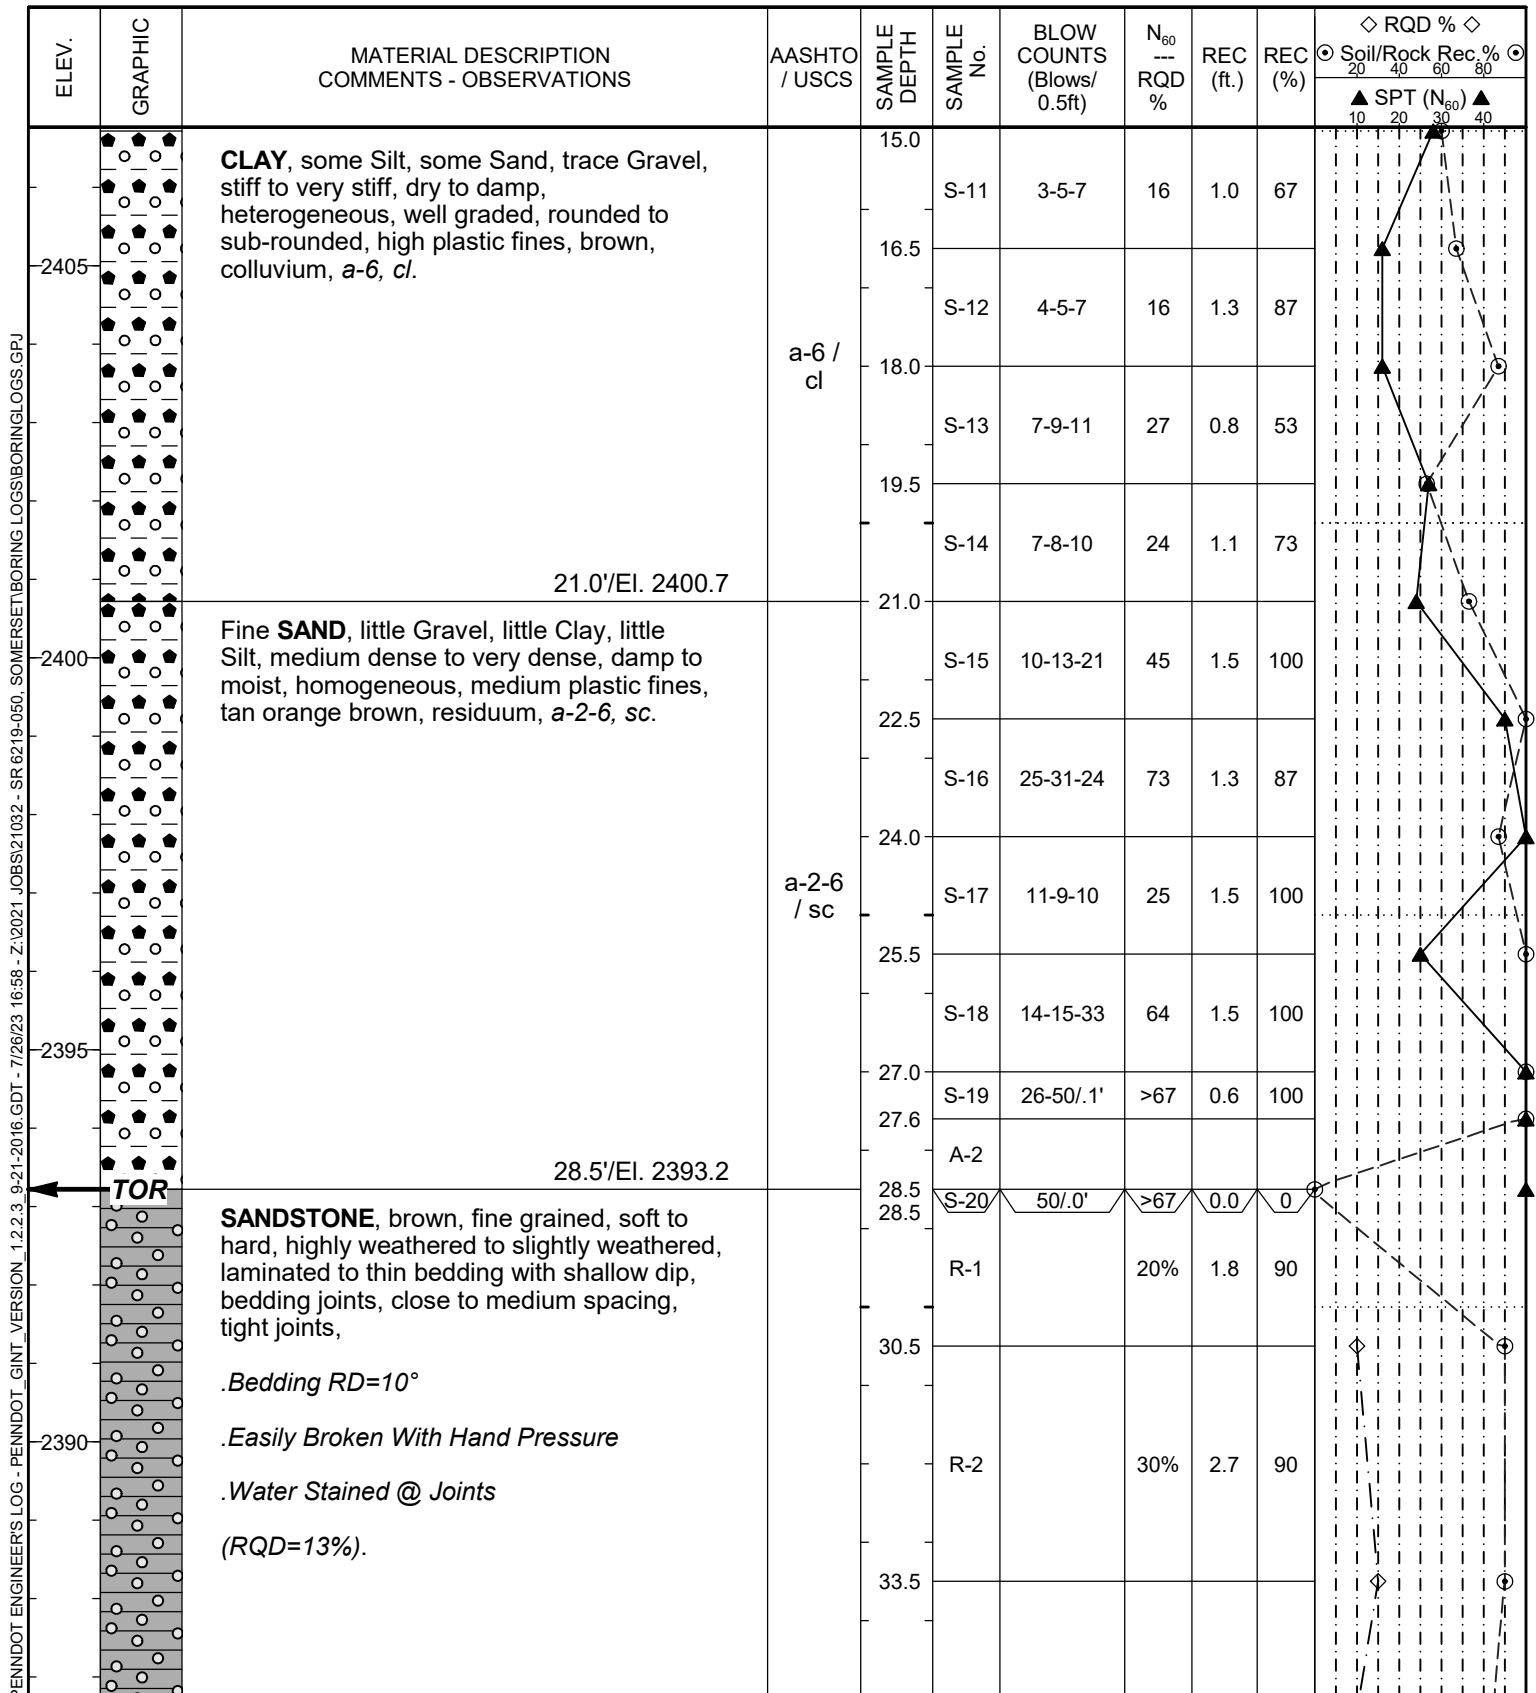 ELEV.
GRAPHIC
MATERIAL DESCRIPTION
COMMENTS - OBSERVATIONS
AASHTO
/ USCS
SAMPLE
DEPTH
SAMPLE
No.
BLOW
COUNTS
(Blows/
0.5ft)
N60
---
RQD
%
REC
(ft.)
REC
(%)
RQD %
Soil/Rock Rec.%
20 40 60 80
SPT (N60)
10 20 30 40
15.0
CLAY, some Silt, some Sand, trace Gravel,
stiff to very stiff, dry to damp,
heterogeneous, well graded, rounded to
sub-rounded, high plastic fines, brown,
colluvium, a-6, cl.
S-11 3-5-7 16 1.0 67
16.5
2405
S-12 4-5-7 16 1.3 87
a-6 /
cl
18.0
S-13 7-9-11 27 0.8 53
19.5
S-14 7-8-10 24 1.1 73
21.0'/El. 2400.7
21.0
Fine SAND, little Gravel, little Clay, little
Silt, medium dense to very dense, damp to
moist, homogeneous, medium plastic fines,
tan orange brown, residuum, a-2-6, sc.
2400
S-15 10-13-21 45 1.5 100
22.5
S-16 25-31-24 73 1.3 87
24.0
a-2-6
/ sc
S-17 11-9-10 25 1.5 100
25.5
S-18 14-15-33 64 1.5 100
2395
27.0
S-19 26-50/.1' >67 0.6 100
27.6
A-2
28.5'/El. 2393.2
TOR
28.5
S-20 50/.0' >67 0.0 0
28.5
SANDSTONE, brown, fine grained, soft to
hard, highly weathered to slightly weathered,
laminated to thin bedding with shallow dip,
bedding joints, close to medium spacing,
tight joints,
R-1 20% 1.8 90
30.5
.Bedding RD=10°
.Easily Broken With Hand Pressure
2390
R-2 30% 2.7 90
.Water Stained @ Joints
(RQD=13%).
33.5
PENNDOT ENGINEER'S LOG - PENNDOT_GINT_VERSION_1.2.2.3_9-21-2016.GDT - 7/26/23 16:58 - Z:\2021 JOBS\21032 - SR 6219-050, SOMERSET\BORING LOGS\BORINGLOGS.GPJ